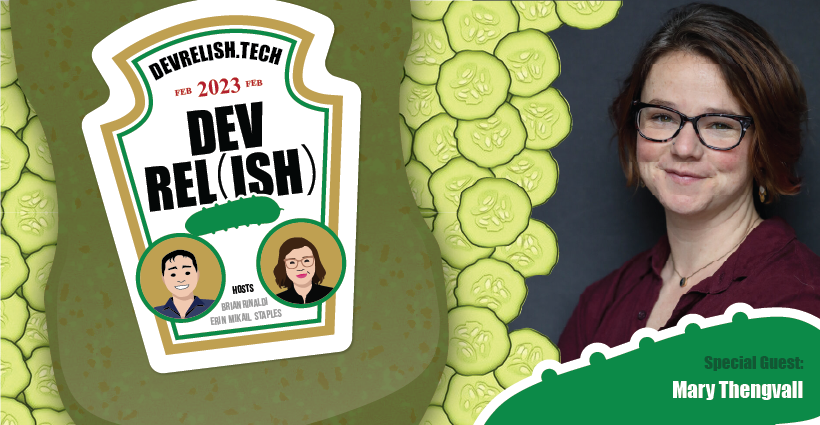 DEVRELISH.TECH
FEB 2023 FEB
DEV
REL(ISH)
HOSTS
BRIAN RINALDI
ERIN MIKAIL STAPLES
Special Guest:
Mary Thengvall